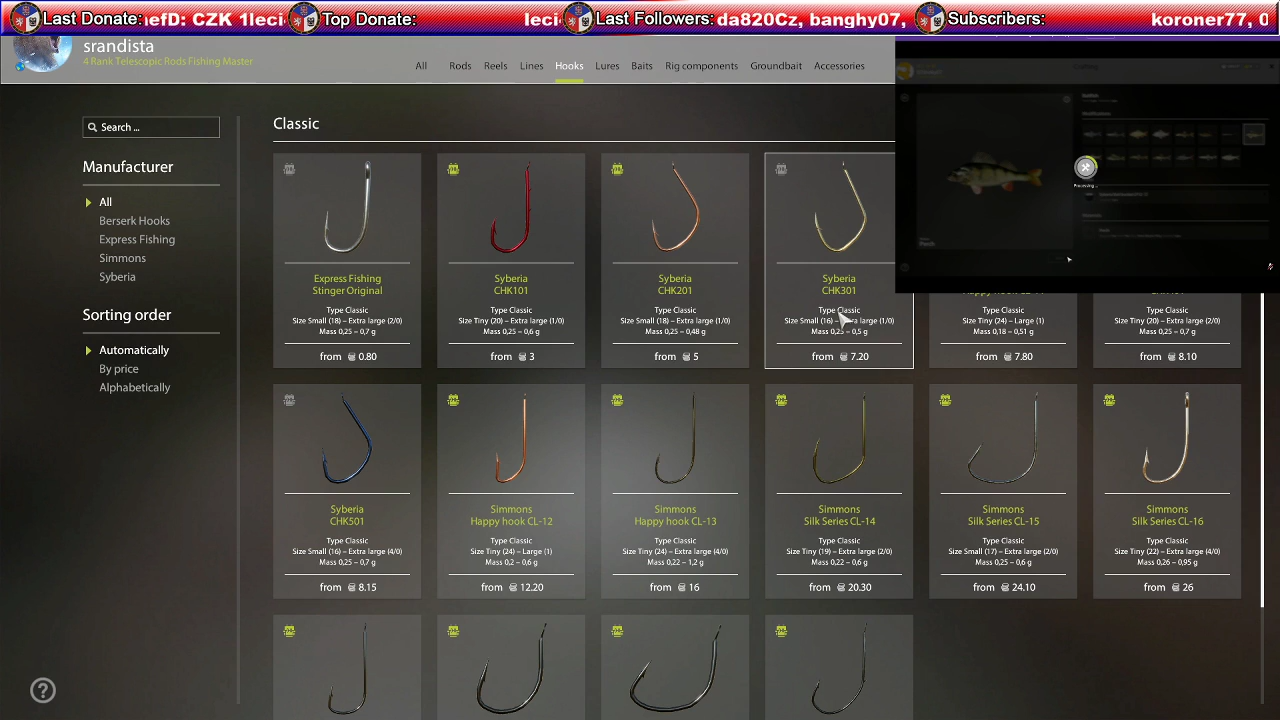 Last Donate: nefD: CZK 1leci
Top Donate: leci
Last Followers: da820Cz, banghy07,
Subscribers: koroner77, 0
srandista
4 Rank Telescopic Rods Fishing Master
All Rods Reels Lines Hooks Lures Baits Rig components Groundbait Accessories
Search ...
Manufacturer
All
Berserk Hooks
Express Fishing
Simmons
Syberia
Sorting order
Automatically
By price
Alphabetically
Classic
Express Fishing
Stinger Original
Type Classic
Size Small (18) – Extra large (2/0)
Mass 0,25 – 0,7 g
from 0.80
Syberia
CHK101
Type Classic
Size Tiny (20) – Extra large (1/0)
Mass 0,25 – 0,6 g
from 3
Syberia
CHK201
Type Classic
Size Small (18) – Extra large (1/0)
Mass 0,25 – 0,48 g
from 5
Syberia
CHK301
Type Classic
Size Small (16) – Extra large (1/0)
Mass 0,25 – 0,5 g
from 7.20
Type Classic
Size Tiny (24) – Large (1)
Mass 0,18 – 0,51 g
from 7.80
Type Classic
Size Tiny (20) – Extra large (2/0)
Mass 0,25 – 0,7 g
from 8.10
Processing...
Perch
Syberia
CHK501
Type Classic
Size Small (16) – Extra large (4/0)
Mass 0,25 – 0,7 g
from 8.15
Simmons
Happy hook CL-12
Type Classic
Size Tiny (24) – Large (1)
Mass 0,2 – 0,6 g
from 12.20
Simmons
Happy hook CL-13
Type Classic
Size Tiny (24) – Extra large (4/0)
Mass 0,22 – 1,2 g
from 16
Simmons
Silk Series CL-14
Type Classic
Size Tiny (19) – Extra large (2/0)
Mass 0,22 – 0,6 g
from 20.30
Simmons
Silk Series CL-15
Type Classic
Size Small (17) – Extra large (2/0)
Mass 0,25 – 0,6 g
from 24.10
Simmons
Silk Series CL-16
Type Classic
Size Tiny (22) – Extra large (4/0)
Mass 0,26 – 0,95 g
from 26
?